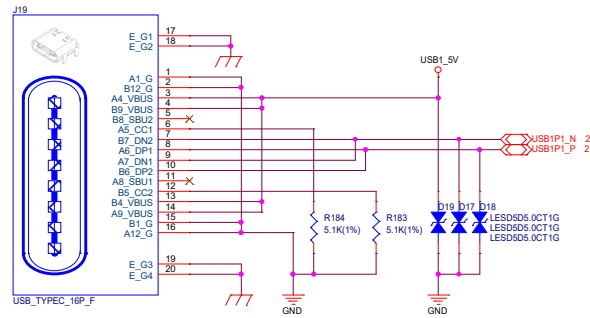 J19
E_G1 17
E_G2 18
USB1_5V
A1_G 1
B12_G 2
A4_VBUS 3
B9_VBUS 4
B8_SBU2 5
A5_CC1 6
B7_DN2 7
USB1P1_N 2
A6_DP1 8
USB1P1_P 2
A7_DN1 9
B6_DP2 10
A8_SBU1 11
B5_CC2 12
B4_VBUS 13
A9_VBUS 14
B1_G 15
A12_G 16
R184
5.1K(1%)
R183
5.1K(1%)
D19 D17 D18
LESD5D5.0CT1G
LESD5D5.0CT1G
LESD5D5.0CT1G
E_G3 19
E_G4 20
USB_TYPEC_16P_F
GND
GND